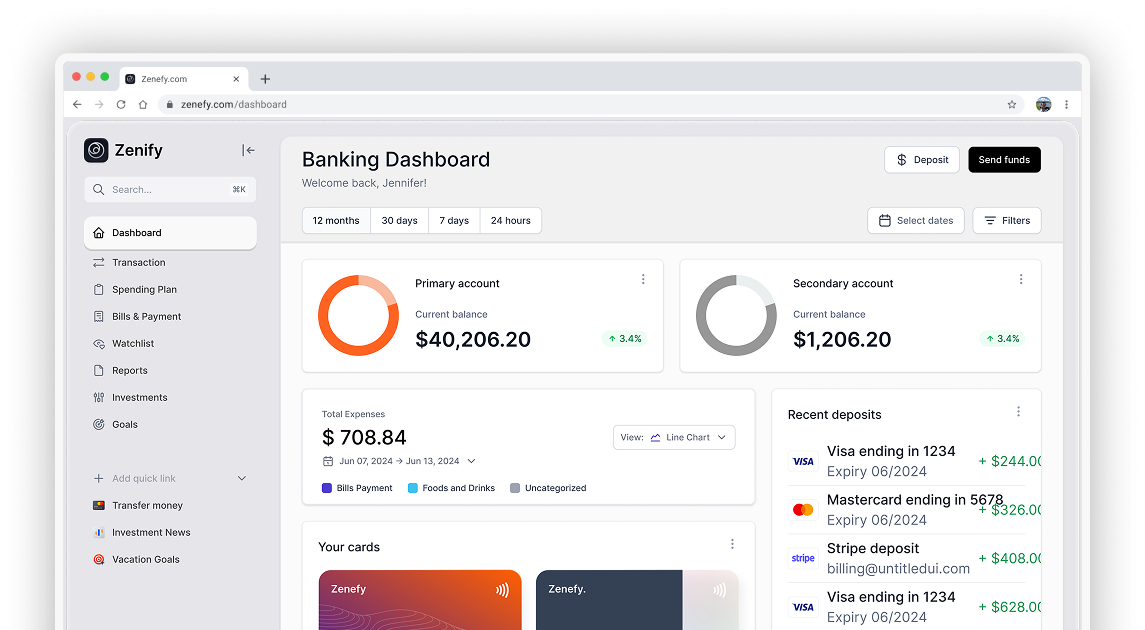 Zenefy.com
zenefy.com/dashboard
Zenify
Search...
⌘K
Dashboard
Transaction
Spending Plan
Bills & Payment
Watchlist
Reports
Investments
Goals
Add quick link
Transfer money
Investment News
Vacation Goals
Banking Dashboard
Welcome back, Jennifer!
$ Deposit
Send funds
12 months
30 days
7 days
24 hours
Select dates
Filters
Primary account
Current balance
$40,206.20
↑ 3.4%
Secondary account
Current balance
$1,206.20
↑ 3.4%
Total Expenses
$ 708.84
Jun 07, 2024 → Jun 13, 2024
View: Line Chart
Bills Payment
Foods and Drinks
Uncategorized
Your cards
Zenefy
Zenefy.
Recent deposits
VISA
Visa ending in 1234
Expiry 06/2024
+ $244.00
Mastercard ending in 5678
Expiry 06/2024
+ $326.00
stripe
Stripe deposit
billing@untitledui.com
+ $408.00
VISA
Visa ending in 1234
Expiry 06/2024
+ $628.00